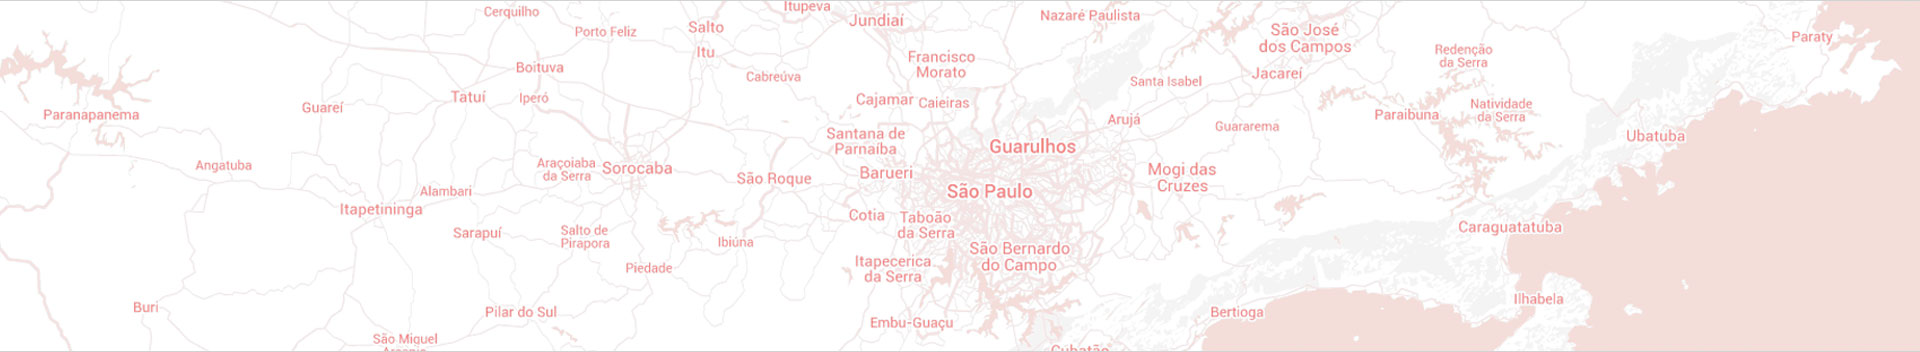 Itupeva
Cerquilho
Jundiaí
Nazaré Paulista
Porto Feliz
Salto
São José
dos Campos
Paraty
Itu
Francisco
Morato
Redenção
da Serra
Boituva
Cabreúva
Santa Isabel
Jacareí
Tatuí
Iperó
Cajamar
Caieiras
Guareí
Paranapanema
Natividade
da Serra
Paraibuna
Arujá
Guararema
Santana de
Parnaíba
Guarulhos
Ubatuba
Angatuba
Araçoiaba
da Serra
Sorocaba
São Roque
Barueri
Mogi das
Cruzes
Alambari
São Paulo
Itapetininga
Cotia
Taboão
da Serra
Caraguatatuba
Sarapuí
Salto de
Pirapora
Ibiúna
São Bernardo
do Campo
Piedade
Itapecerica
da Serra
Ilhabela
Buri
Pilar do Sul
Bertioga
Embu-Guaçu
São Miguel
Arcanjo
Cubatão